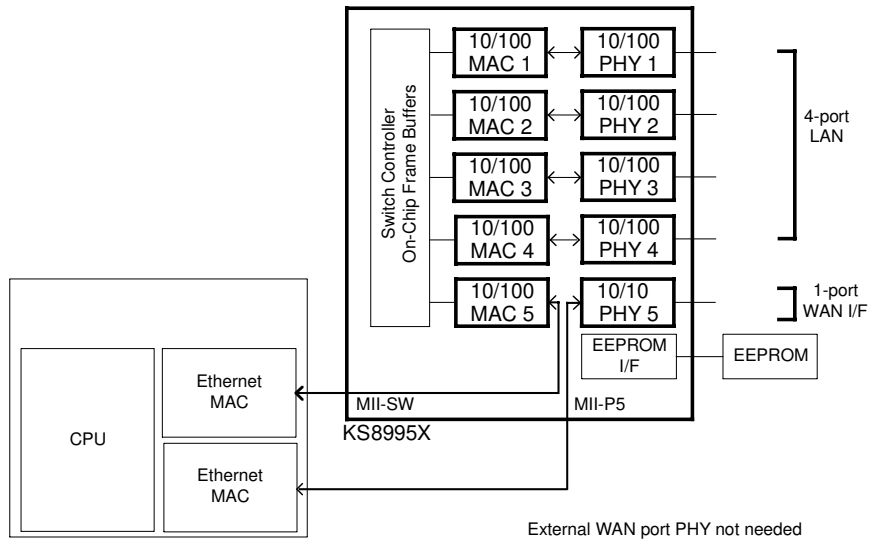 10/100
MAC 1
10/100
PHY 1
10/100
MAC 2
10/100
PHY 2
10/100
MAC 3
10/100
PHY 3
10/100
MAC 4
10/100
PHY 4
10/100
MAC 5
10/10
PHY 5
Switch Controller
On-Chip Frame Buffers
4-port
LAN
1-port
WAN I/F
EEPROM
I/F
EEPROM
MII-SW
MII-P5
KS8995X
CPU
Ethernet
MAC
Ethernet
MAC
External WAN port PHY not needed